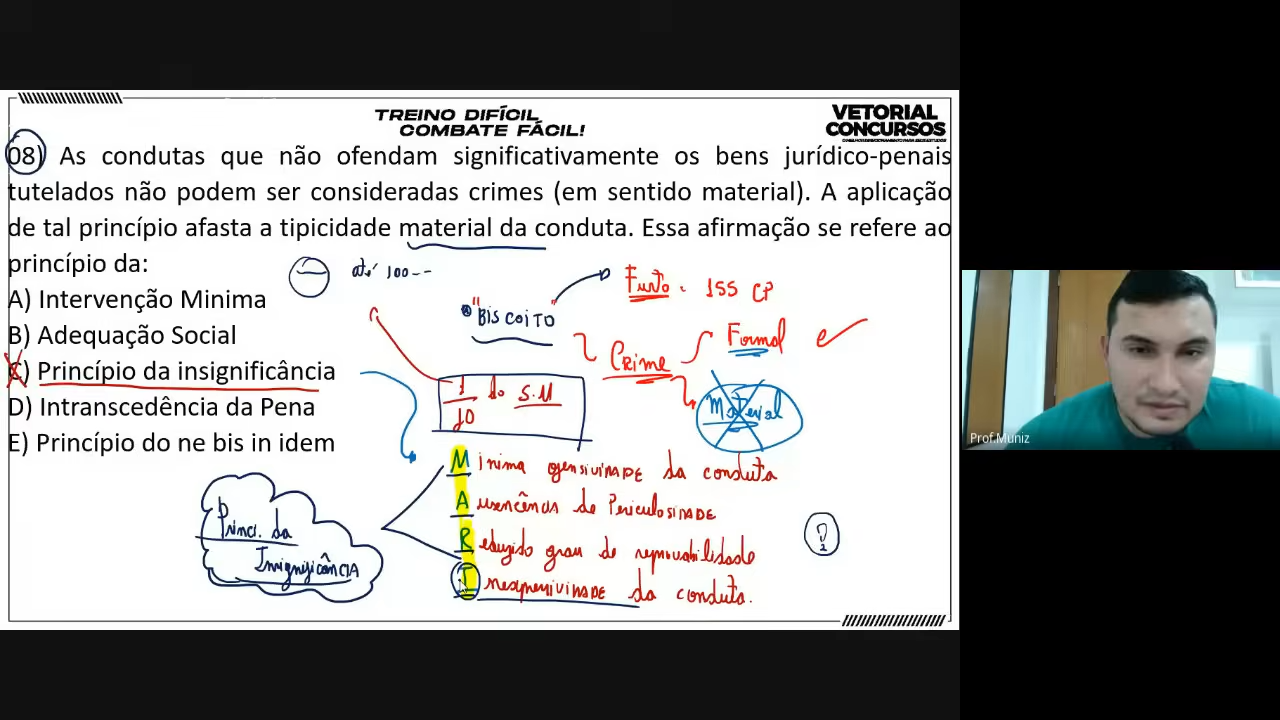 TREINO DIFÍCIL
COMBATE FÁCIL!
VETORIAL
CONCURSOS
08) As condutas que não ofendam significativamente os bens jurídico-penais
tutelados não podem ser consideradas crimes (em sentido material). A aplicação
de tal princípio afasta a tipicidade material da conduta. Essa afirmação se refere ao
princípio da:
A) Intervenção Minima
B) Adequação Social
C) Princípio da insignificância
D) Intranscedência da Pena
E) Princípio do ne bis in idem
até 100--
"BISCOITO"
Furto. 155 CP
Crime
Formal
Material
1/10 do S.M
Minima ofensividade da conduta
Ausencência de Periculosidade
Reduzido grau de reprovabilidade
Inexpressividade da conduta.
Princ. da
Insignificância
Prof.Muniz